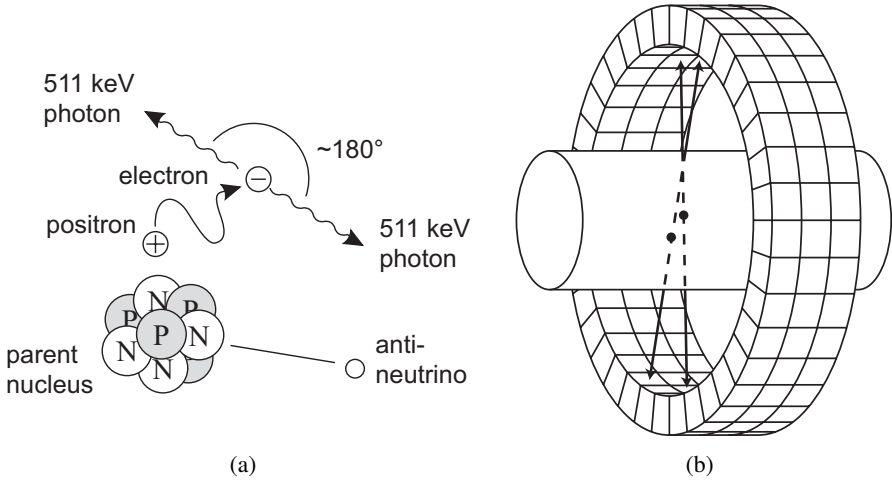 511 keV
photon
~180°
electron
−
positron
+
511 keV
photon
N
P
P
P
N
N
N
parent
nucleus
anti-
neutrino
(a)
(b)